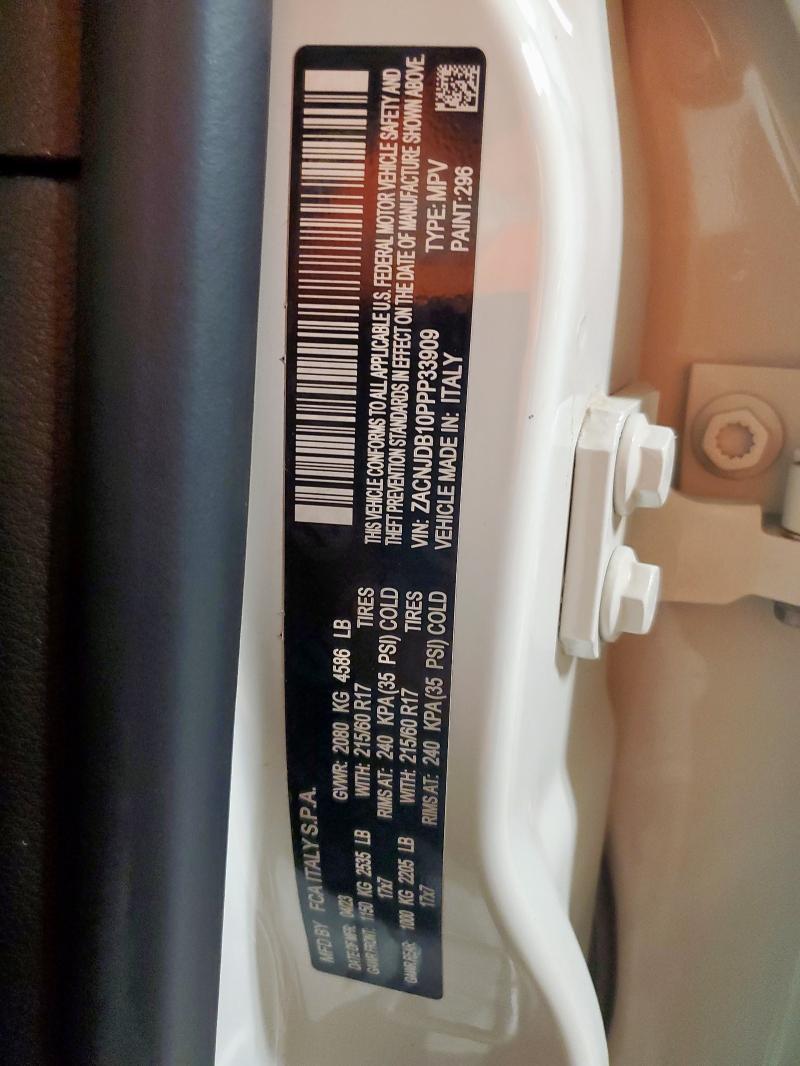 MFD BY FCA ITALY S.P.A.
DATE OF MFR: 04/23 GVWR: 2080 KG 4586 LB
GAWR FRONT: 1150 KG 2535 LB WITH: 215/60 R17 TIRES
17x7 RIMS AT: 240 KPA(35 PSI) COLD
GAWR REAR: 1000 KG 2205 LB WITH: 215/60 R17 TIRES
17x7 RIMS AT: 240 KPA(35 PSI) COLD
THIS VEHICLE CONFORMS TO ALL APPLICABLE U.S. FEDERAL MOTOR VEHICLE SAFETY AND
THEFT PREVENTION STANDARDS IN EFFECT ON THE DATE OF MANUFACTURE SHOWN ABOVE.
VIN: ZACNJDB10PPP33909 TYPE: MPV
VEHICLE MADE IN: ITALY PAINT:296